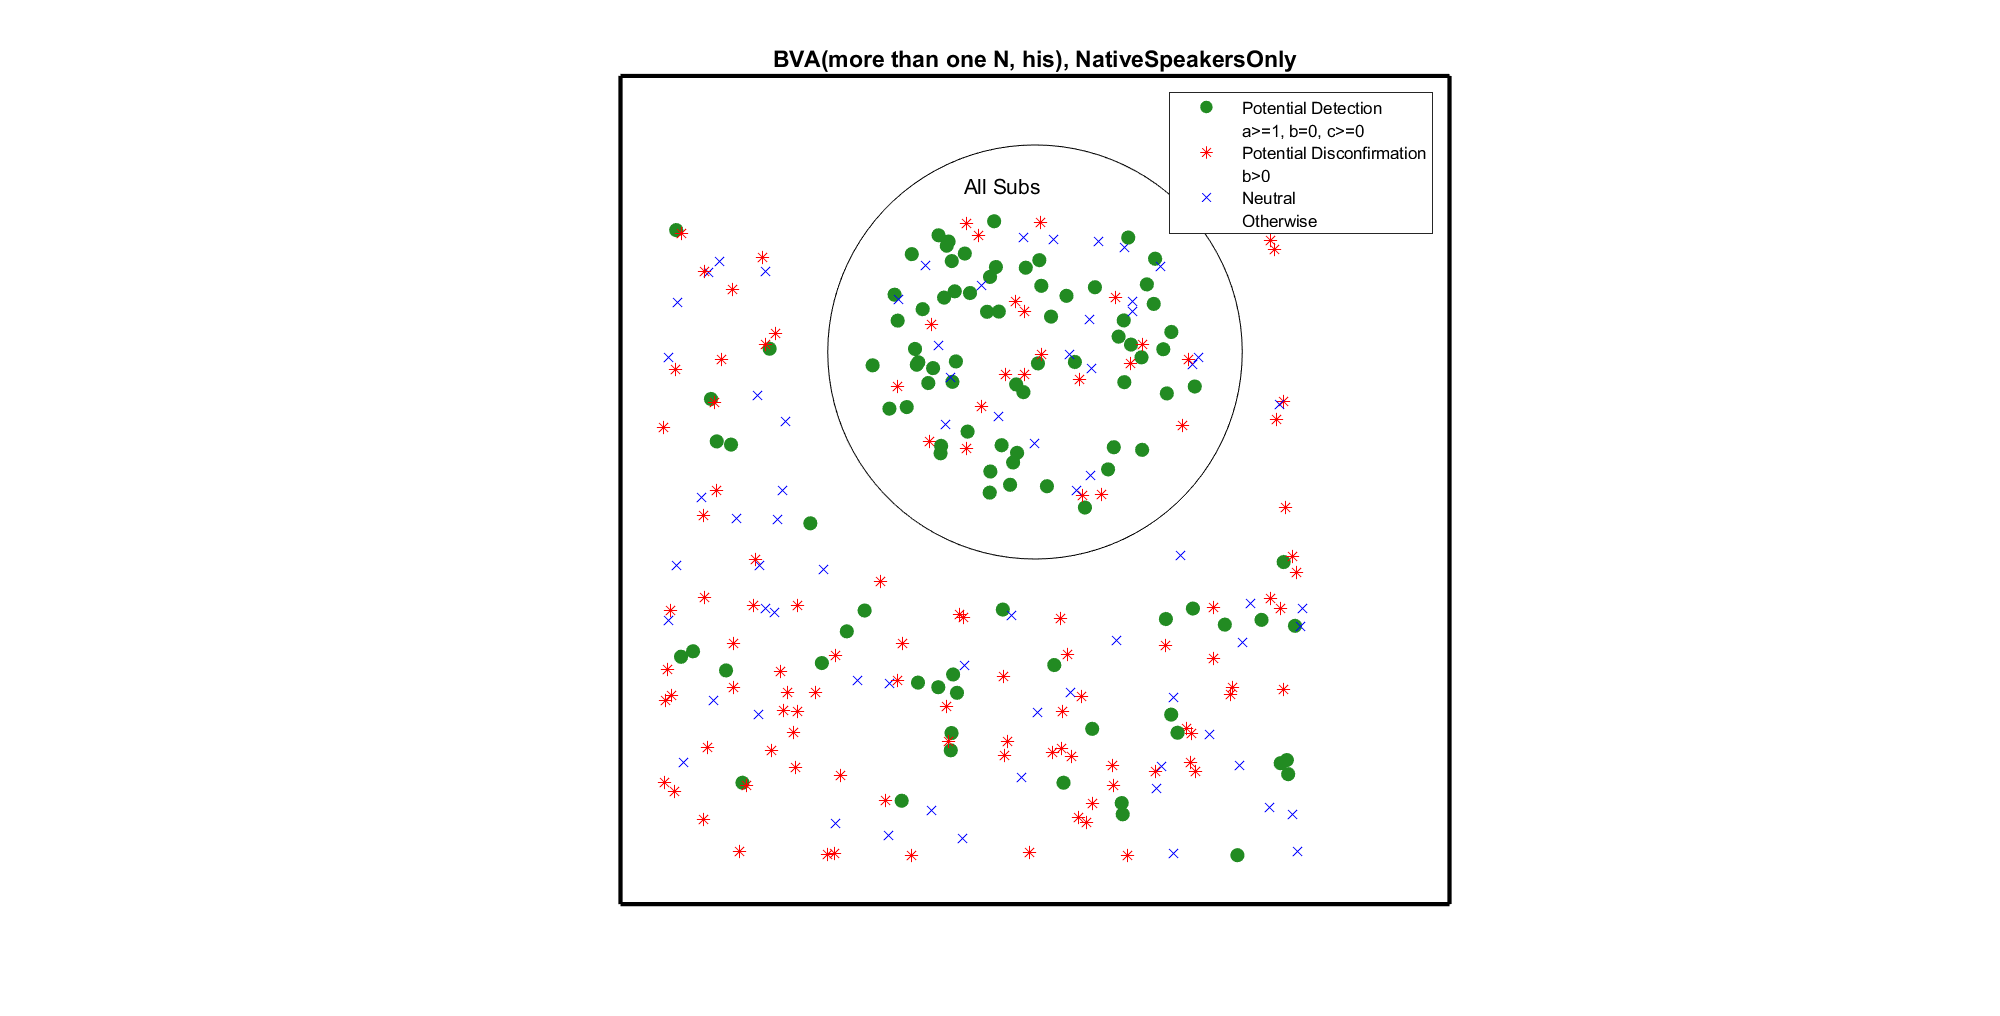 BVA(more than one N, his), NativeSpeakersOnly
Potential Detection
a>=1, b=0, c>=0
Potential Disconfirmation
b>0
Neutral
Otherwise
All Subs